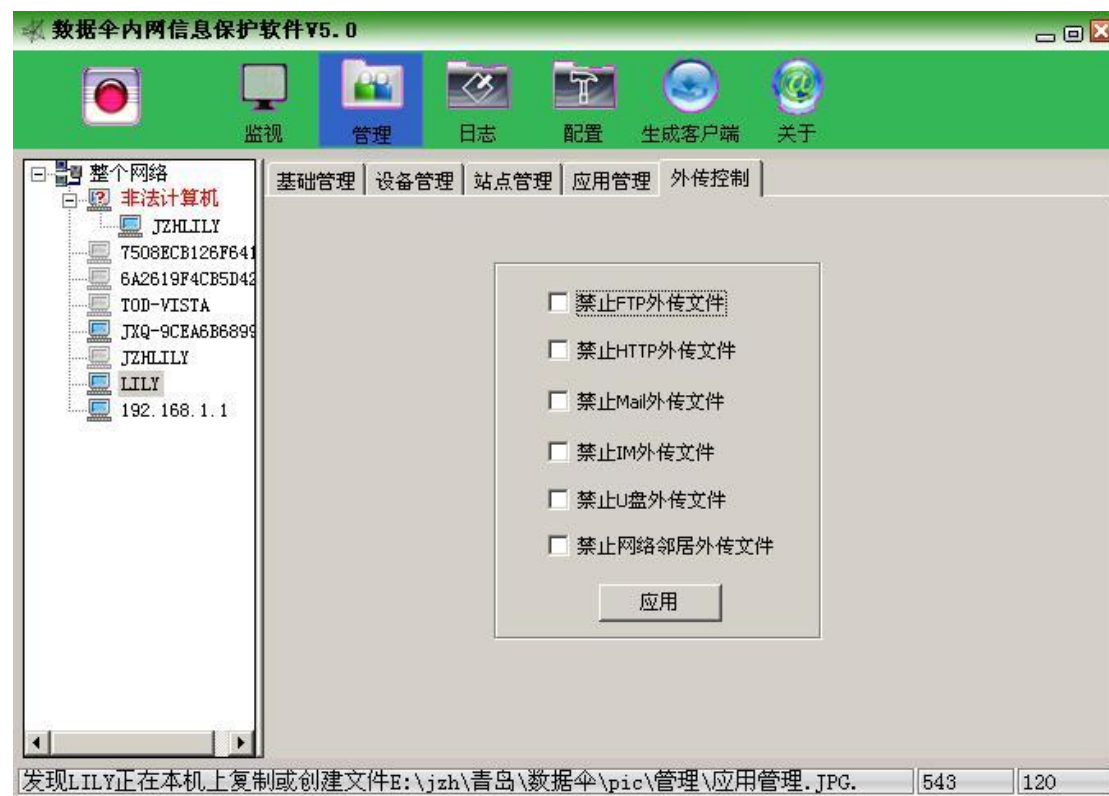 数据伞内网信息保护软件V5.0
监视 管理 日志 配置 生成客户端 关于
基础管理 设备管理 站点管理 应用管理 外传控制
整个网络
非法计算机
JZHLILY
7508ECB126F641
6A2619F4CB5D42
TOD-VISTA
JXQ-9CEA6B6899
JZHLILY
LILY
192.168.1.1
禁止FTP外传文件
禁止HTTP外传文件
禁止Mail外传文件
禁止IM外传文件
禁止U盘外传文件
禁止网络邻居外传文件
应用
发现LILY正在本机上复制或创建文件E:\jzh\青岛\数据伞\pic\管理\应用管理.JPG. 543 120